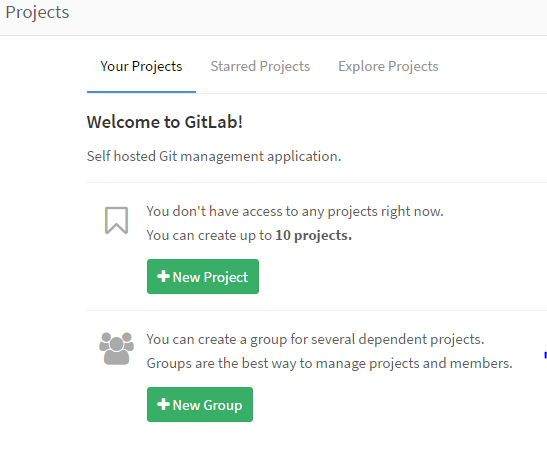 Projects
Your Projects Starred Projects Explore Projects
Welcome to GitLab!
Self hosted Git management application.
You don't have access to any projects right now.
You can create up to 10 projects.
+ New Project
You can create a group for several dependent projects.
Groups are the best way to manage projects and members.
+ New Group